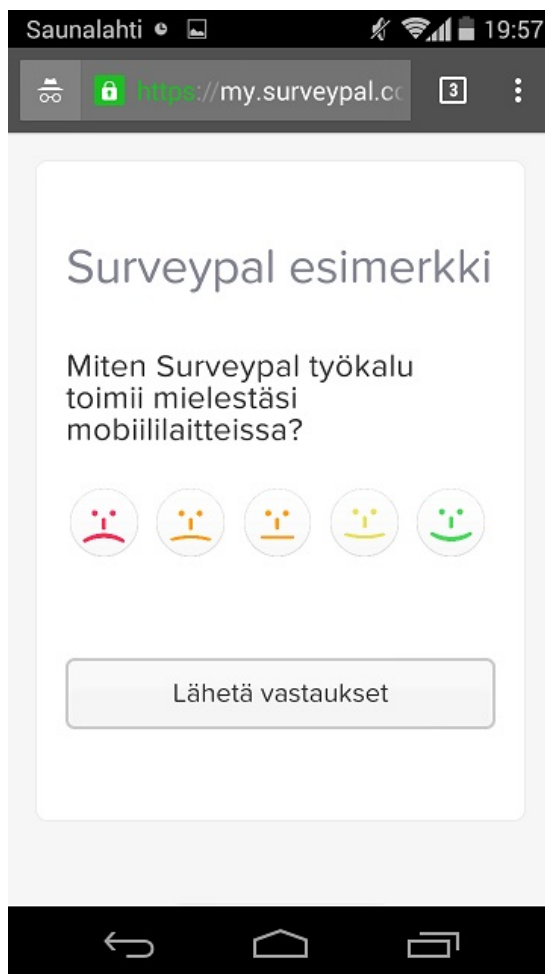 Saunalahti 19:57
https://my.surveypal.co 3
Surveypal esimerkki
Miten Surveypal työkalu
toimii mielestäsi
mobiililaitteissa?
Lähetä vastaukset